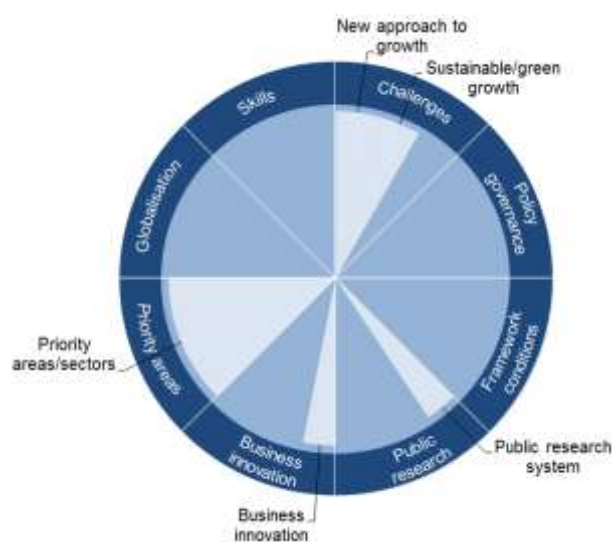 New approach to
growth
Sustainable/green
growth
Skills
Challenges
Globalisation
Policy
governance
Priority
areas/sectors
Priority areas
Framework
conditions
Business
innovation
Public
research
Public research
system
Business
innovation